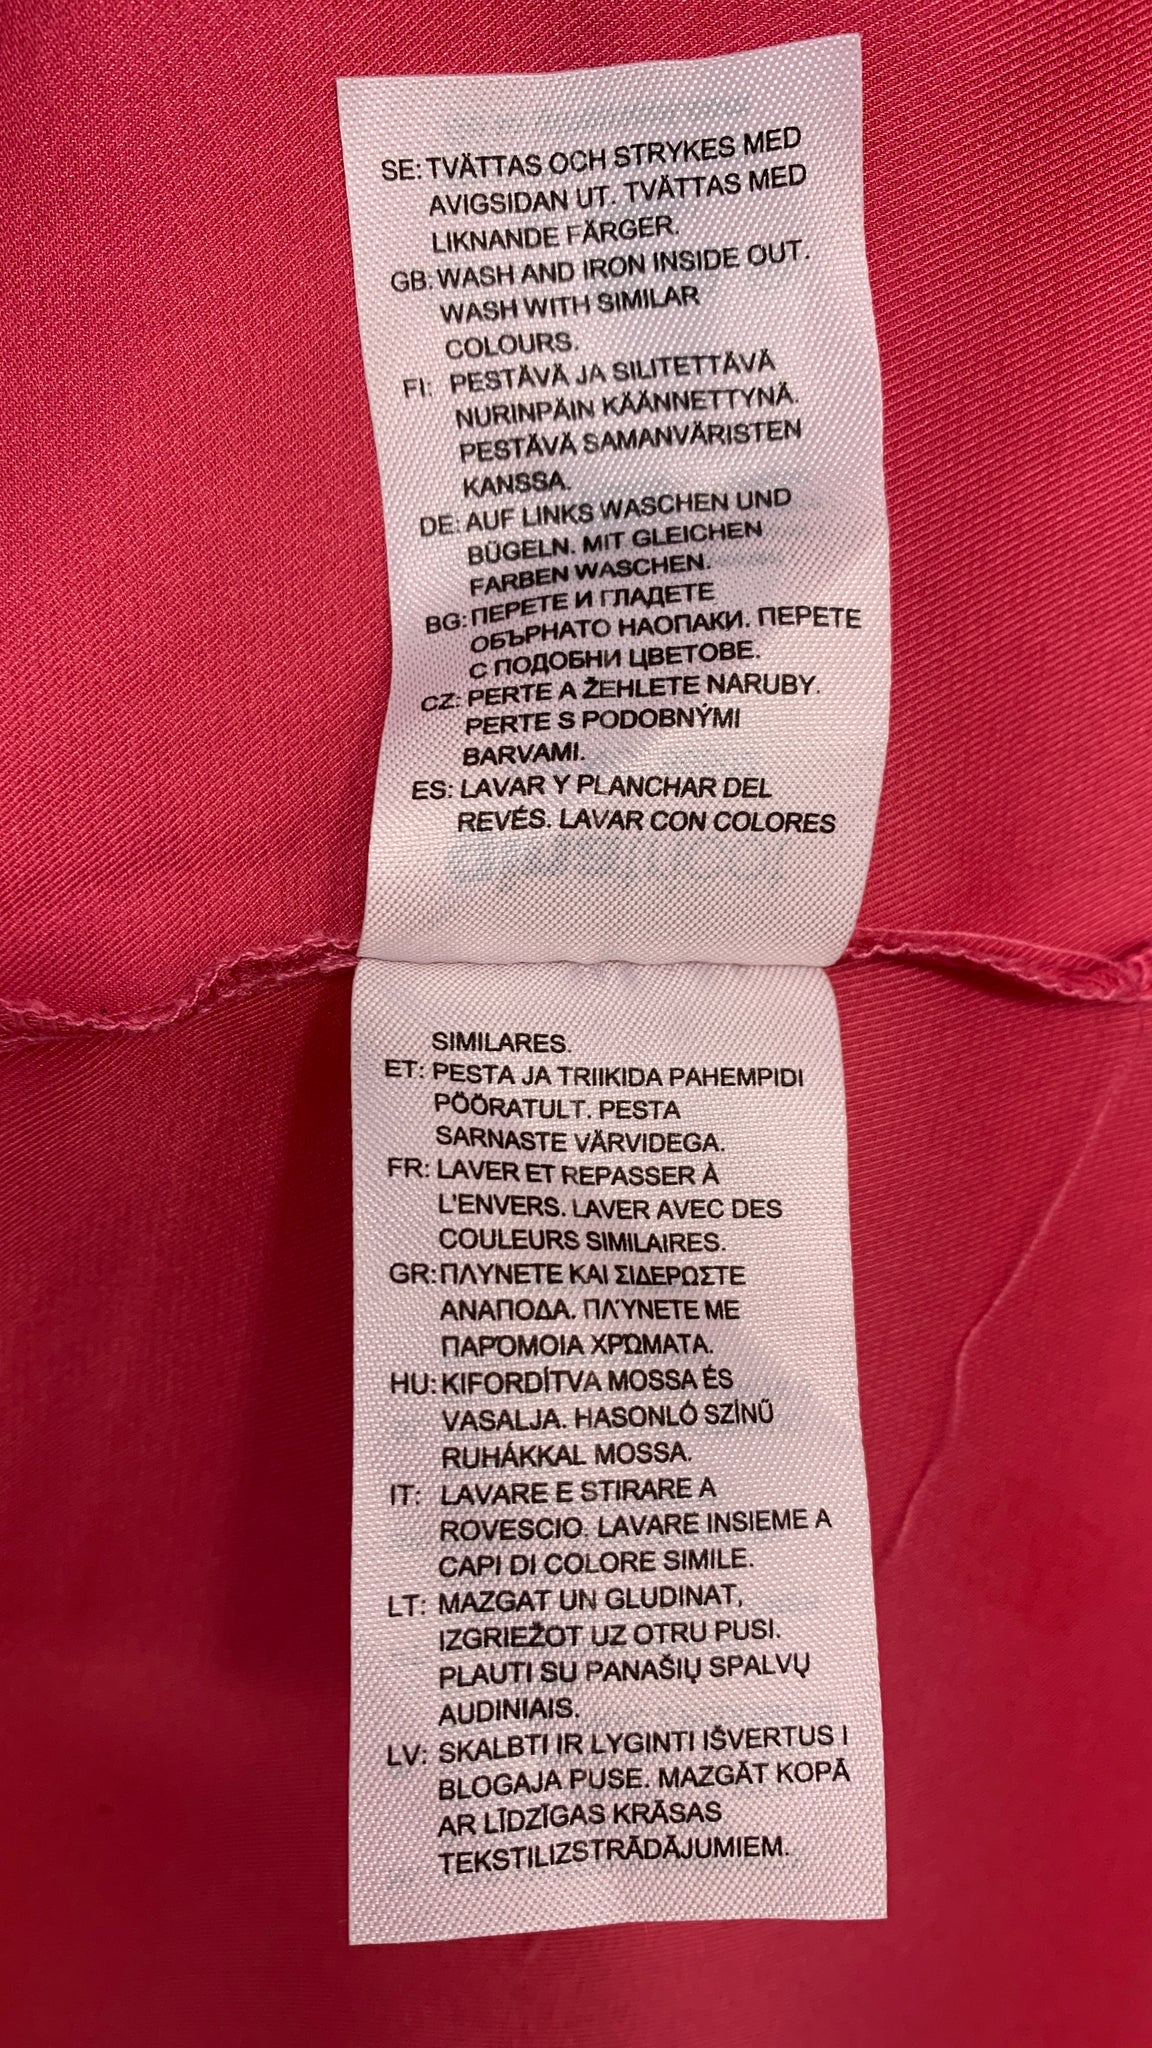 SE: TVÄTTAS OCH STRYKES MED
AVIGSIDAN UT. TVÄTTAS MED
LIKNANDE FÄRGER.
GB: WASH AND IRON INSIDE OUT.
WASH WITH SIMILAR
COLOURS.
FI: PESTÄVÄ JA SILITETTÄVÄ
NURINPÄIN KÄÄNNETTYNÄ.
PESTÄVÄ SAMANVÄRISTEN
KANSSA.
DE: AUF LINKS WASCHEN UND
BÜGELN. MIT GLEICHEN
FARBEN WASCHEN.
BG: ПЕРЕТЕ И ГЛАДЕТЕ
ОБЪРНАТО НАОПАКИ. ПЕРЕТЕ
С ПОДОБНИ ЦВЕТОВЕ.
CZ: PERTE A ŽEHLETE NARUBY.
PERTE S PODOBNÝMI
BARVAMI.
ES: LAVAR Y PLANCHAR DEL
REVÉS. LAVAR CON COLORES
SIMILARES.
ET: PESTA JA TRIIKIDA PAHEMPIDI
PÖÖRATULT. PESTA
SARNASTE VÄRVIDEGA.
FR: LAVER ET REPASSER À
L'ENVERS. LAVER AVEC DES
COULEURS SIMILAIRES.
GR: ΠΛΥΝΕΤΕ ΚΑΙ ΣΙΔΕΡΩΣΤΕ
ΑΝΑΠΟΔΑ. ΠΛΎΝΕΤΕ ΜΕ
ΠΑΡΌΜΟΙΑ ΧΡΏΜΑΤΑ.
HU: KIFORDÍTVA MOSSA ÉS
VASALJA. HASONLÓ SZÍNŰ
RUHÁKKAL MOSSA.
IT: LAVARE E STIRARE A
ROVESCIO. LAVARE INSIEME A
CAPI DI COLORE SIMILE.
LT: MAZGAT UN GLUDINAT,
IZGRIEŽOT UZ OTRU PUSI.
PLAUTI SU PANAŠIŲ SPALVŲ
AUDINIAIS.
LV: SKALBTI IR LYGINTI IŠVERTUS I
BLOGAJA PUSE. MAZGĀT KOPĀ
AR LĪDZĪGAS KRĀSAS
TEKSTILIZSTRĀDĀJUMIEM.